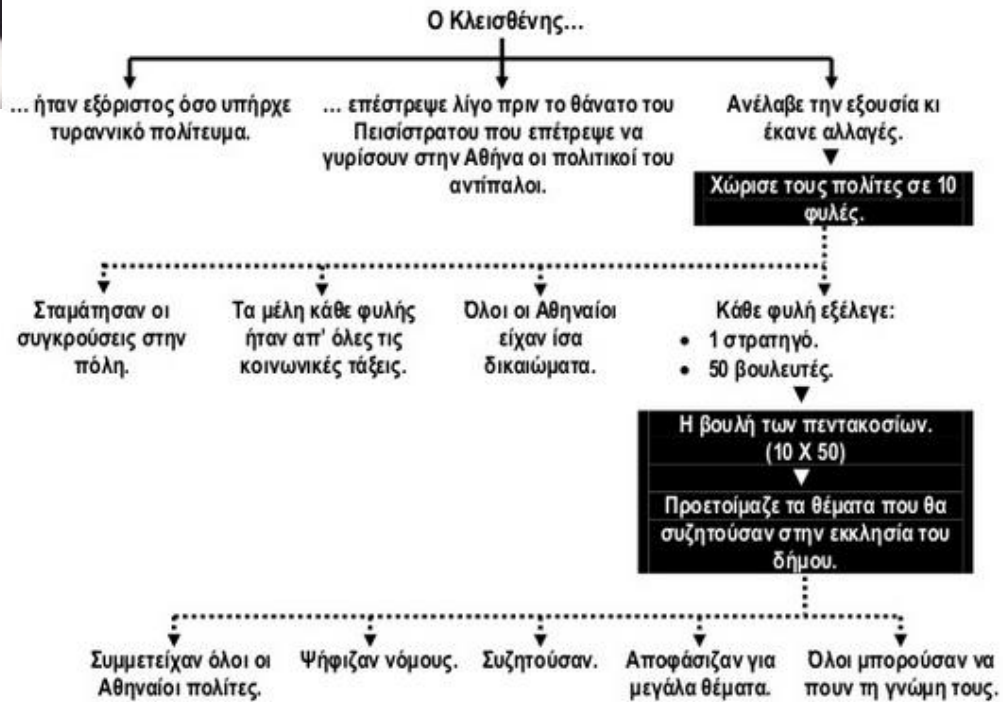 Ο Κλεισθένης…
… ήταν εξόριστος όσο υπήρχε
τυραννικό πολίτευμα.
… επέστρεψε λίγο πριν το θάνατο του
Πεισίστρατου που επέτρεψε να
γυρίσουν στην Αθήνα οι πολιτικοί του
αντίπαλοι.
Ανέλαβε την εξουσία κι
έκανε αλλαγές.
Χώρισε τους πολίτες σε 10
φυλές.
Σταμάτησαν οι
συγκρούσεις στην
πόλη.
Τα μέλη κάθε φυλής
ήταν απ' όλες τις
κοινωνικές τάξεις.
Όλοι οι Αθηναίοι
είχαν ίσα
δικαιώματα.
Κάθε φυλή εξέλεγε:
• 1 στρατηγό.
• 50 βουλευτές.
Η βουλή των πεντακοσίων.
(10 Χ 50)
Προετοίμαζε τα θέματα που θα
συζητούσαν στην εκκλησία του
δήμου.
Συμμετείχαν όλοι οι
Αθηναίοι πολίτες.
Ψήφιζαν νόμους.
Συζητούσαν.
Αποφάσιζαν για
μεγάλα θέματα.
Όλοι μπορούσαν να
πουν τη γνώμη τους.